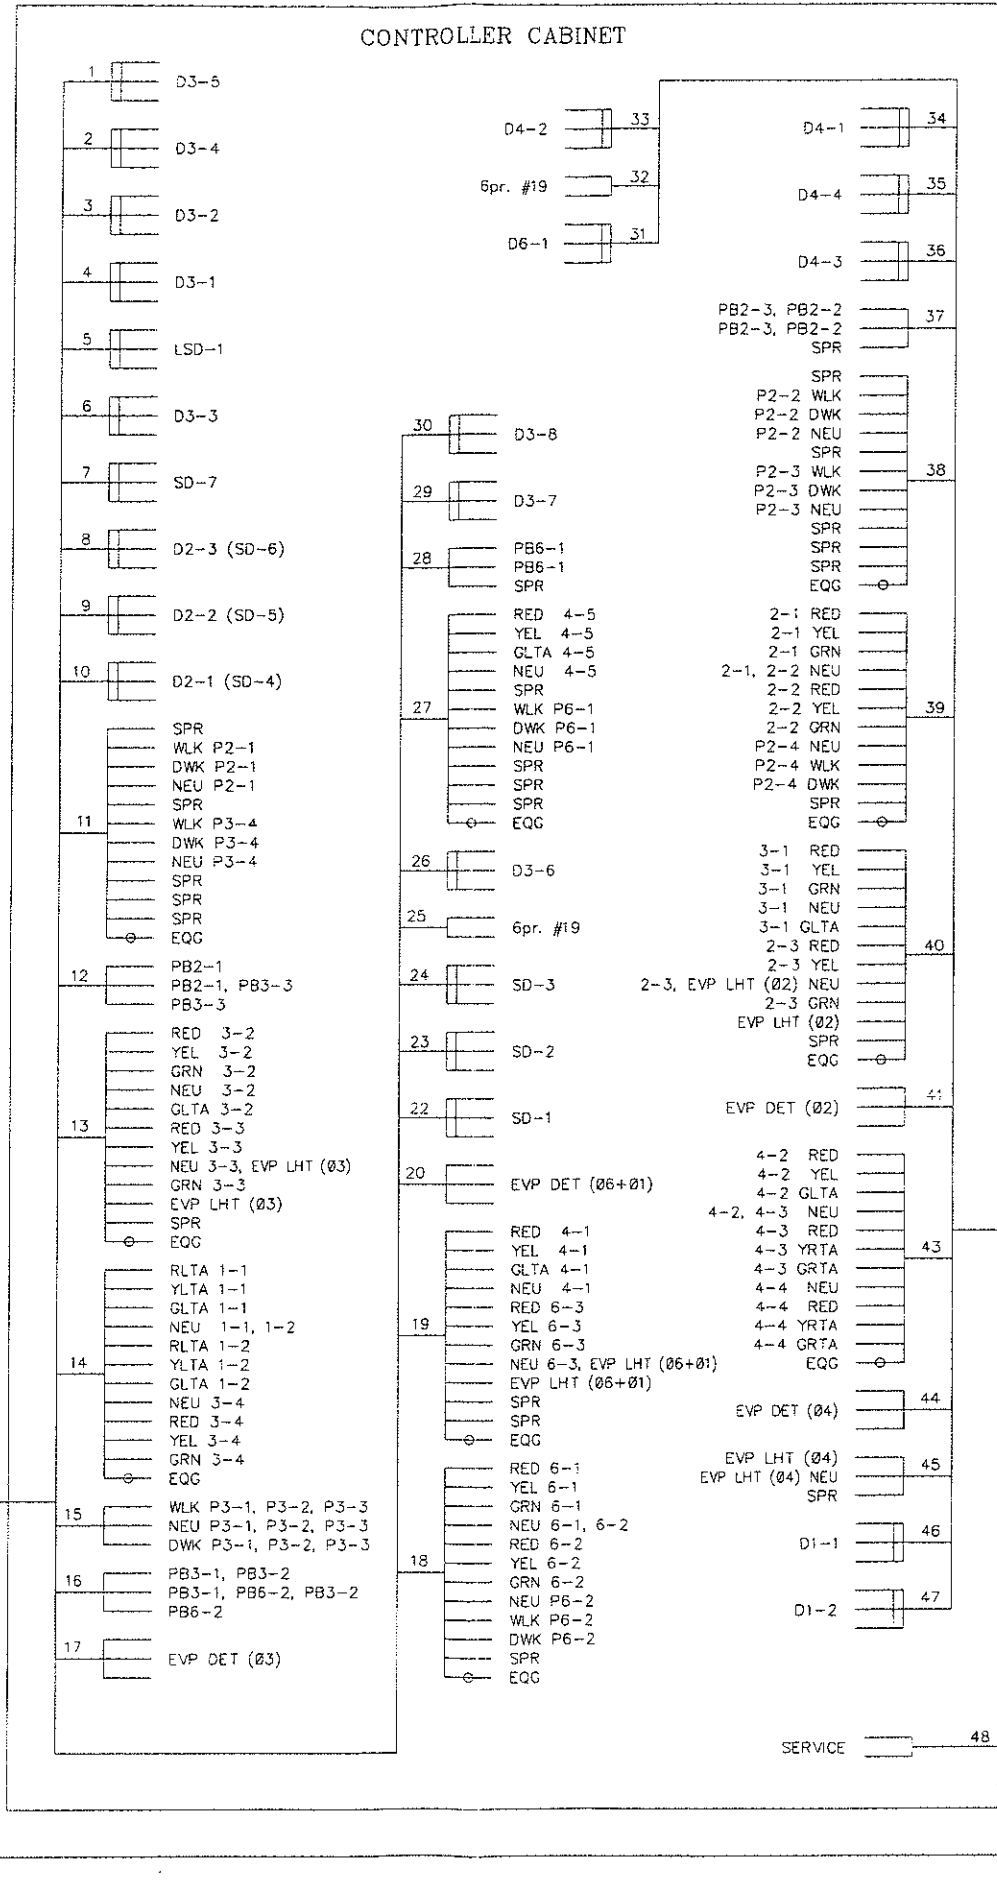 CONTROLLER CABINET
1 D3-5
2 D3-4
3 D3-2
4 D3-1
5 LSD-1
6 D3-3
7 SD-7
8 D2-3 (SD-6)
9 D2-2 (SD-5)
10 D2-1 (SD-4)
11
SPR
WLK P2-1
DWK P2-1
NEU P2-1
SPR
WLK P3-4
DWK P3-4
NEU P3-4
SPR
SPR
SPR
EQG
12
PB2-1
PB2-1, PB3-3
PB3-3
13
RED 3-2
YEL 3-2
GRN 3-2
NEU 3-2
GLTA 3-2
RED 3-3
YEL 3-3
NEU 3-3, EVP LHT (Ø3)
GRN 3-3
EVP LHT (Ø3)
SPR
EQG
14
RLTA 1-1
YLTA 1-1
GLTA 1-1
NEU 1-1, 1-2
RLTA 1-2
YLTA 1-2
GLTA 1-2
NEU 3-4
RED 3-4
YEL 3-4
GRN 3-4
EQG
15
WLK P3-1, P3-2, P3-3
NEU P3-1, P3-2, P3-3
DWK P3-1, P3-2, P3-3
16
PB3-1, PB3-2
PB3-1, PB6-2, PB3-2
PB6-2
17 EVP DET (Ø3)
D4-2 33
6pr. #19 32
D6-1 31
30 D3-8
29 D3-7
28
PB6-1
PB6-1
SPR
27
RED 4-5
YEL 4-5
GLTA 4-5
NEU 4-5
SPR
WLK P6-1
DWK P6-1
NEU P6-1
SPR
SPR
SPR
EQG
26 D3-6
25 6pr. #19
24 SD-3
23 SD-2
22 SD-1
20 EVP DET (Ø6+Ø1)
19
RED 4-1
YEL 4-1
GLTA 4-1
NEU 4-1
RED 6-3
YEL 6-3
GRN 6-3
NEU 6-3, EVP LHT (Ø6+Ø1)
EVP LHT (Ø6+Ø1)
SPR
SPR
EQG
18
RED 6-1
YEL 6-1
GRN 6-1
NEU 6-1, 6-2
RED 6-2
YEL 6-2
GRN 6-2
NEU P6-2
WLK P6-2
DWK P6-2
SPR
EQG
D4-1 34
D4-4 35
D4-3 36
PB2-3, PB2-2
PB2-3, PB2-2
SPR
37
SPR
P2-2 WLK
P2-2 DWK
P2-2 NEU
SPR
P2-3 WLK
P2-3 DWK
P2-3 NEU
SPR
SPR
SPR
EQG
38
2-1 RED
2-1 YEL
2-1 GRN
2-1, 2-2 NEU
2-2 RED
2-2 YEL
2-2 GRN
P2-4 NEU
P2-4 WLK
P2-4 DWK
SPR
EQG
39
3-1 RED
3-1 YEL
3-1 GRN
3-1 NEU
3-1 GLTA
2-3 RED
2-3 YEL
2-3, EVP LHT (Ø2) NEU
2-3 GRN
EVP LHT (Ø2)
SPR
EQG
40
EVP DET (Ø2) 41
4-2 RED
4-2 YEL
4-2 GLTA
4-2, 4-3 NEU
4-3 RED
4-3 YRTA
4-3 GRTA
4-4 NEU
4-4 RED
4-4 YRTA
4-4 GRTA
EQG
43
EVP DET (Ø4) 44
EVP LHT (Ø4)
EVP LHT (Ø4) NEU
SPR
45
D1-1 46
D1-2 47
SERVICE 48